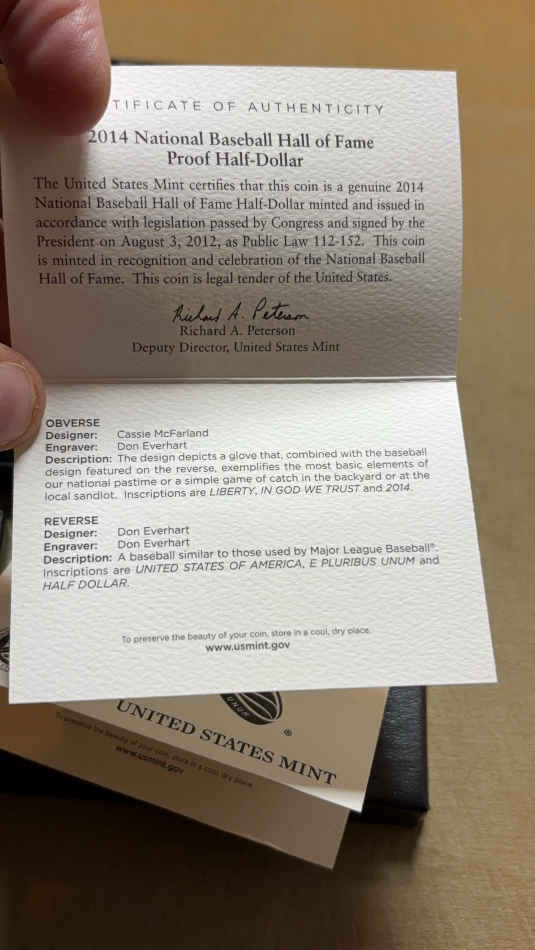 TIFICATE OF AUTHENTICITY
2014 National Baseball Hall of Fame
Proof Half-Dollar
The United States Mint certifies that this coin is a genuine 2014
National Baseball Hall of Fame Half-Dollar minted and issued in
accordance with legislation passed by Congress and signed by the
President on August 3, 2012, as Public Law 112-152. This coin
is minted in recognition and celebration of the National Baseball
Hall of Fame. This coin is legal tender of the United States.
Richard A. Peterson
Richard A. Peterson
Deputy Director, United States Mint
OBVERSE
Designer: Cassie McFarland
Engraver: Don Everhart
Description: The design depicts a glove that, combined with the baseball
design featured on the reverse, exemplifies the most basic elements of
our national pastime or a simple game of catch in the backyard or at the
local sandlot. Inscriptions are LIBERTY, IN GOD WE TRUST and 2014.
REVERSE
Designer: Don Everhart
Engraver: Don Everhart
Description: A baseball similar to those used by Major League Baseball®.
Inscriptions are UNITED STATES OF AMERICA, E PLURIBUS UNUM and
HALF DOLLAR.
To preserve the beauty of your coin, store in a cool, dry place.
www.usmint.gov
UNUM
®
UNITED STATES MINT
To preserve the beauty of your coin, store in a cool, dry place.
www.usmint.gov